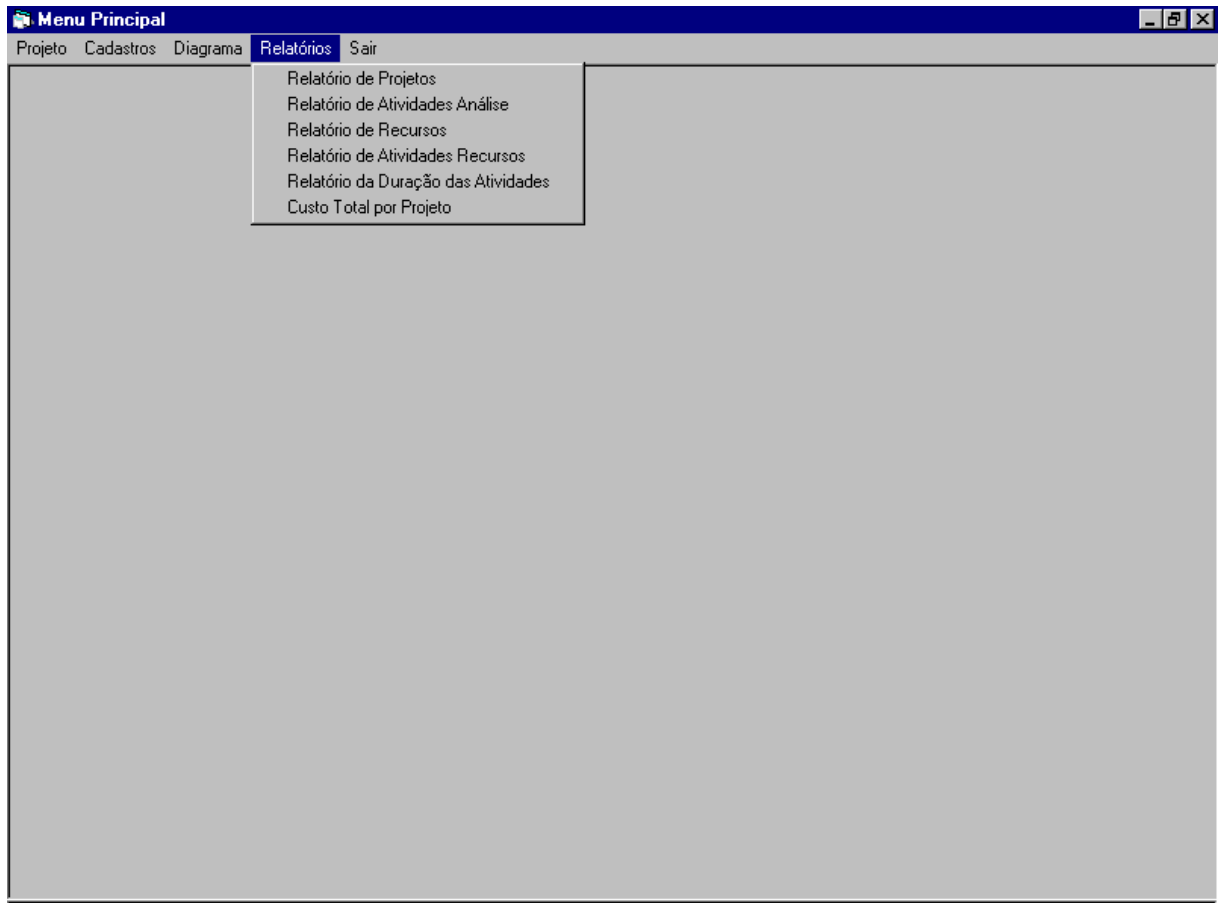 Menu Principal
Projeto Cadastros Diagrama Relatórios Sair
Relatório de Projetos
Relatório de Atividades Análise
Relatório de Recursos
Relatório de Atividades Recursos
Relatório da Duração das Atividades
Custo Total por Projeto